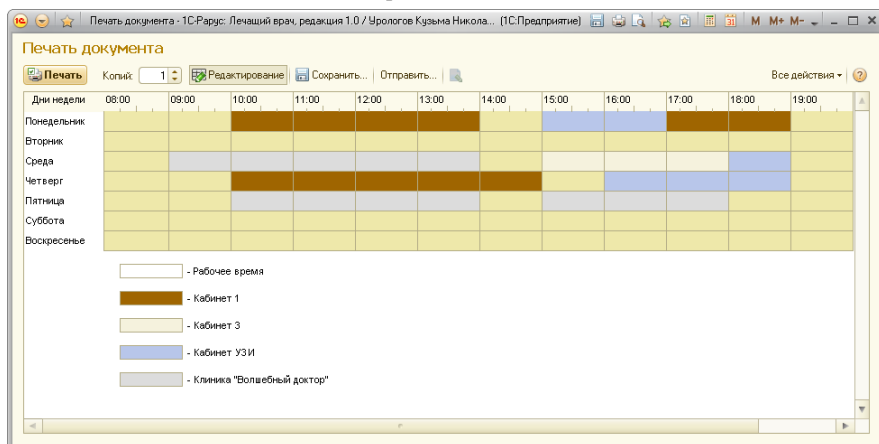 Печать документа - 1С-Рарус: Лечащий врач, редакция 1.0 / Урологов Кузьма Никола... (1С:Предприятие) M M+ M-
Печать документа
Печать Копий: 1 Редактирование Сохранить... Отправить... Все действия
Дни недели 08:00 09:00 10:00 11:00 12:00 13:00 14:00 15:00 16:00 17:00 18:00 19:00
Понедельник
Вторник
Среда
Четверг
Пятница
Суббота
Воскресенье
- Рабочее время
- Кабинет 1
- Кабинет 3
- Кабинет УЗИ
- Клиника "Волшебный доктор"